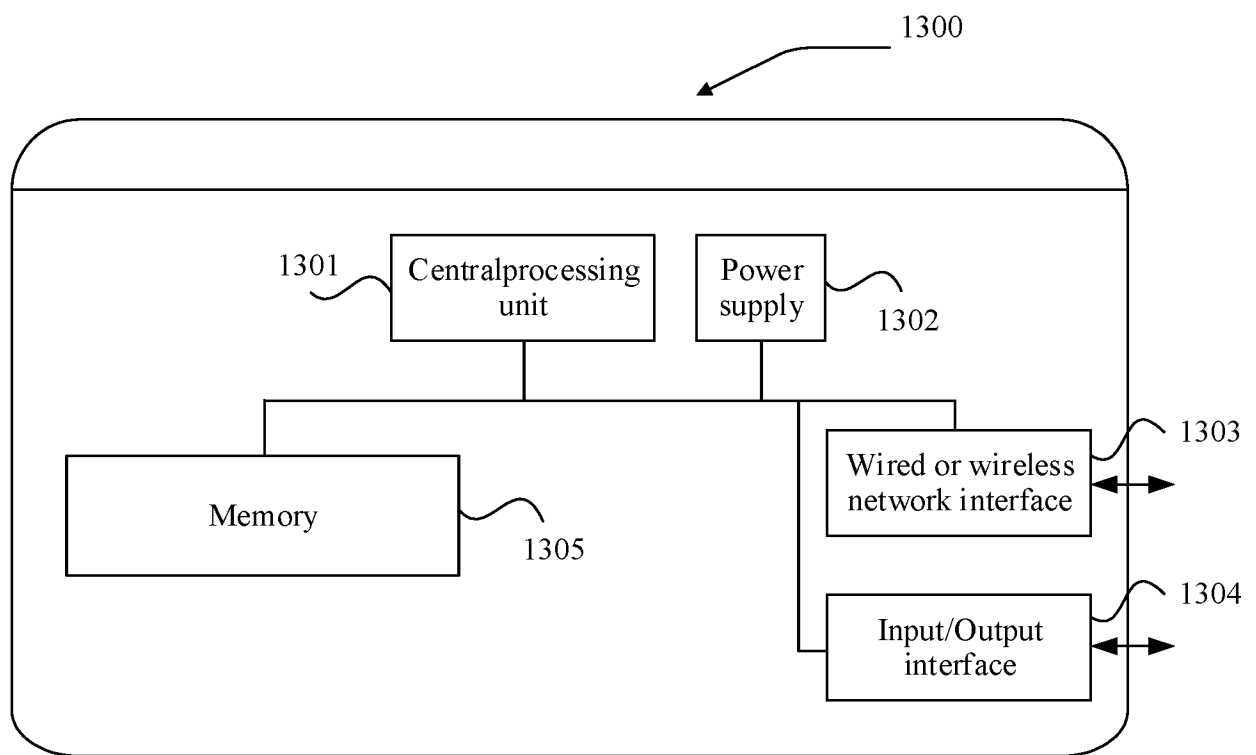 1300
1301
Centralprocessing
unit
Power
supply
1302
1303
Wired or wireless
network interface
Memory
1305
1304
Input/Output
interface